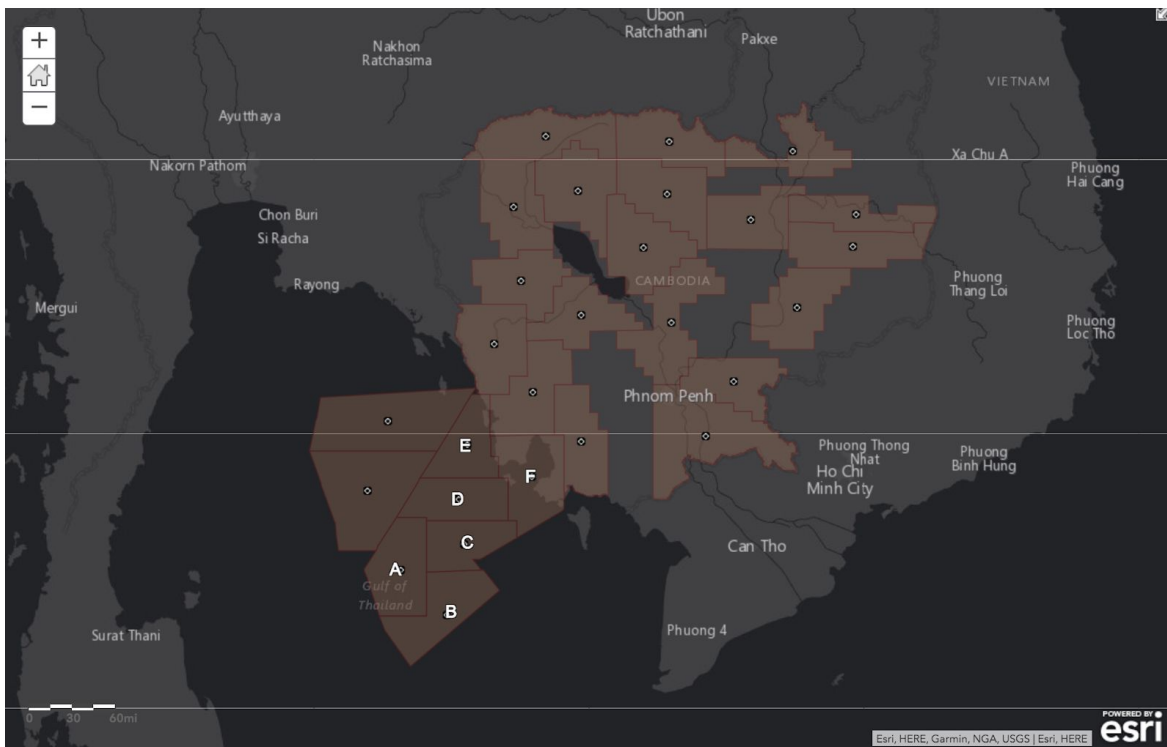 Ubon
Ratchathani
Nakhon
Ratchasima
Pakxe
+
VIETNAM
−
Ayutthaya
Xa Chu A
Nakorn Pathom
Phuong
Hai Cang
Chon Buri
Si Racha
CAMBODIA
Rayong
Phuong
Thang Loi
Mergui
Phuong
Loc Tho
Phnom Penh
E
Phuong Thong
Nhat
Phuong
Binh Hung
Ho Chi
Minh City
F
D
C
Can Tho
A
Gulf of
Thailand
B
Surat Thani
Phuong 4
0 30 60mi
POWERED BY
esri
Esri, HERE, Garmin, NGA, USGS | Esri, HERE